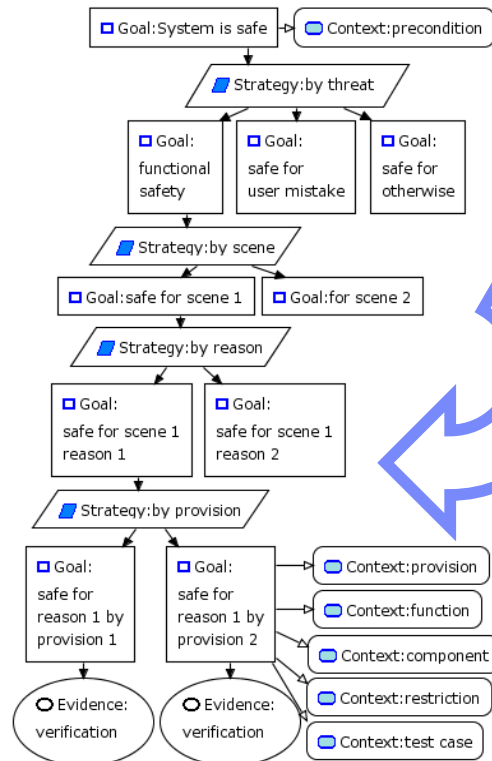 Goal:System is safe
Context:precondition
Strategy:by threat
Goal:
functional
safety
Goal:
safe for
user mistake
Goal:
safe for
otherwise
Strategy:by scene
Goal:safe for scene 1
Goal:for scene 2
Strategy:by reason
Goal:
safe for scene 1
reason 1
Goal:
safe for scene 1
reason 2
Strategy:by provision
Goal:
safe for
reason 1 by
provision 1
Goal:
safe for
reason 1 by
provision 2
Context:provision
Context:function
Context:component
Context:restriction
Context:test case
Evidence:
verification
Evidence:
verification